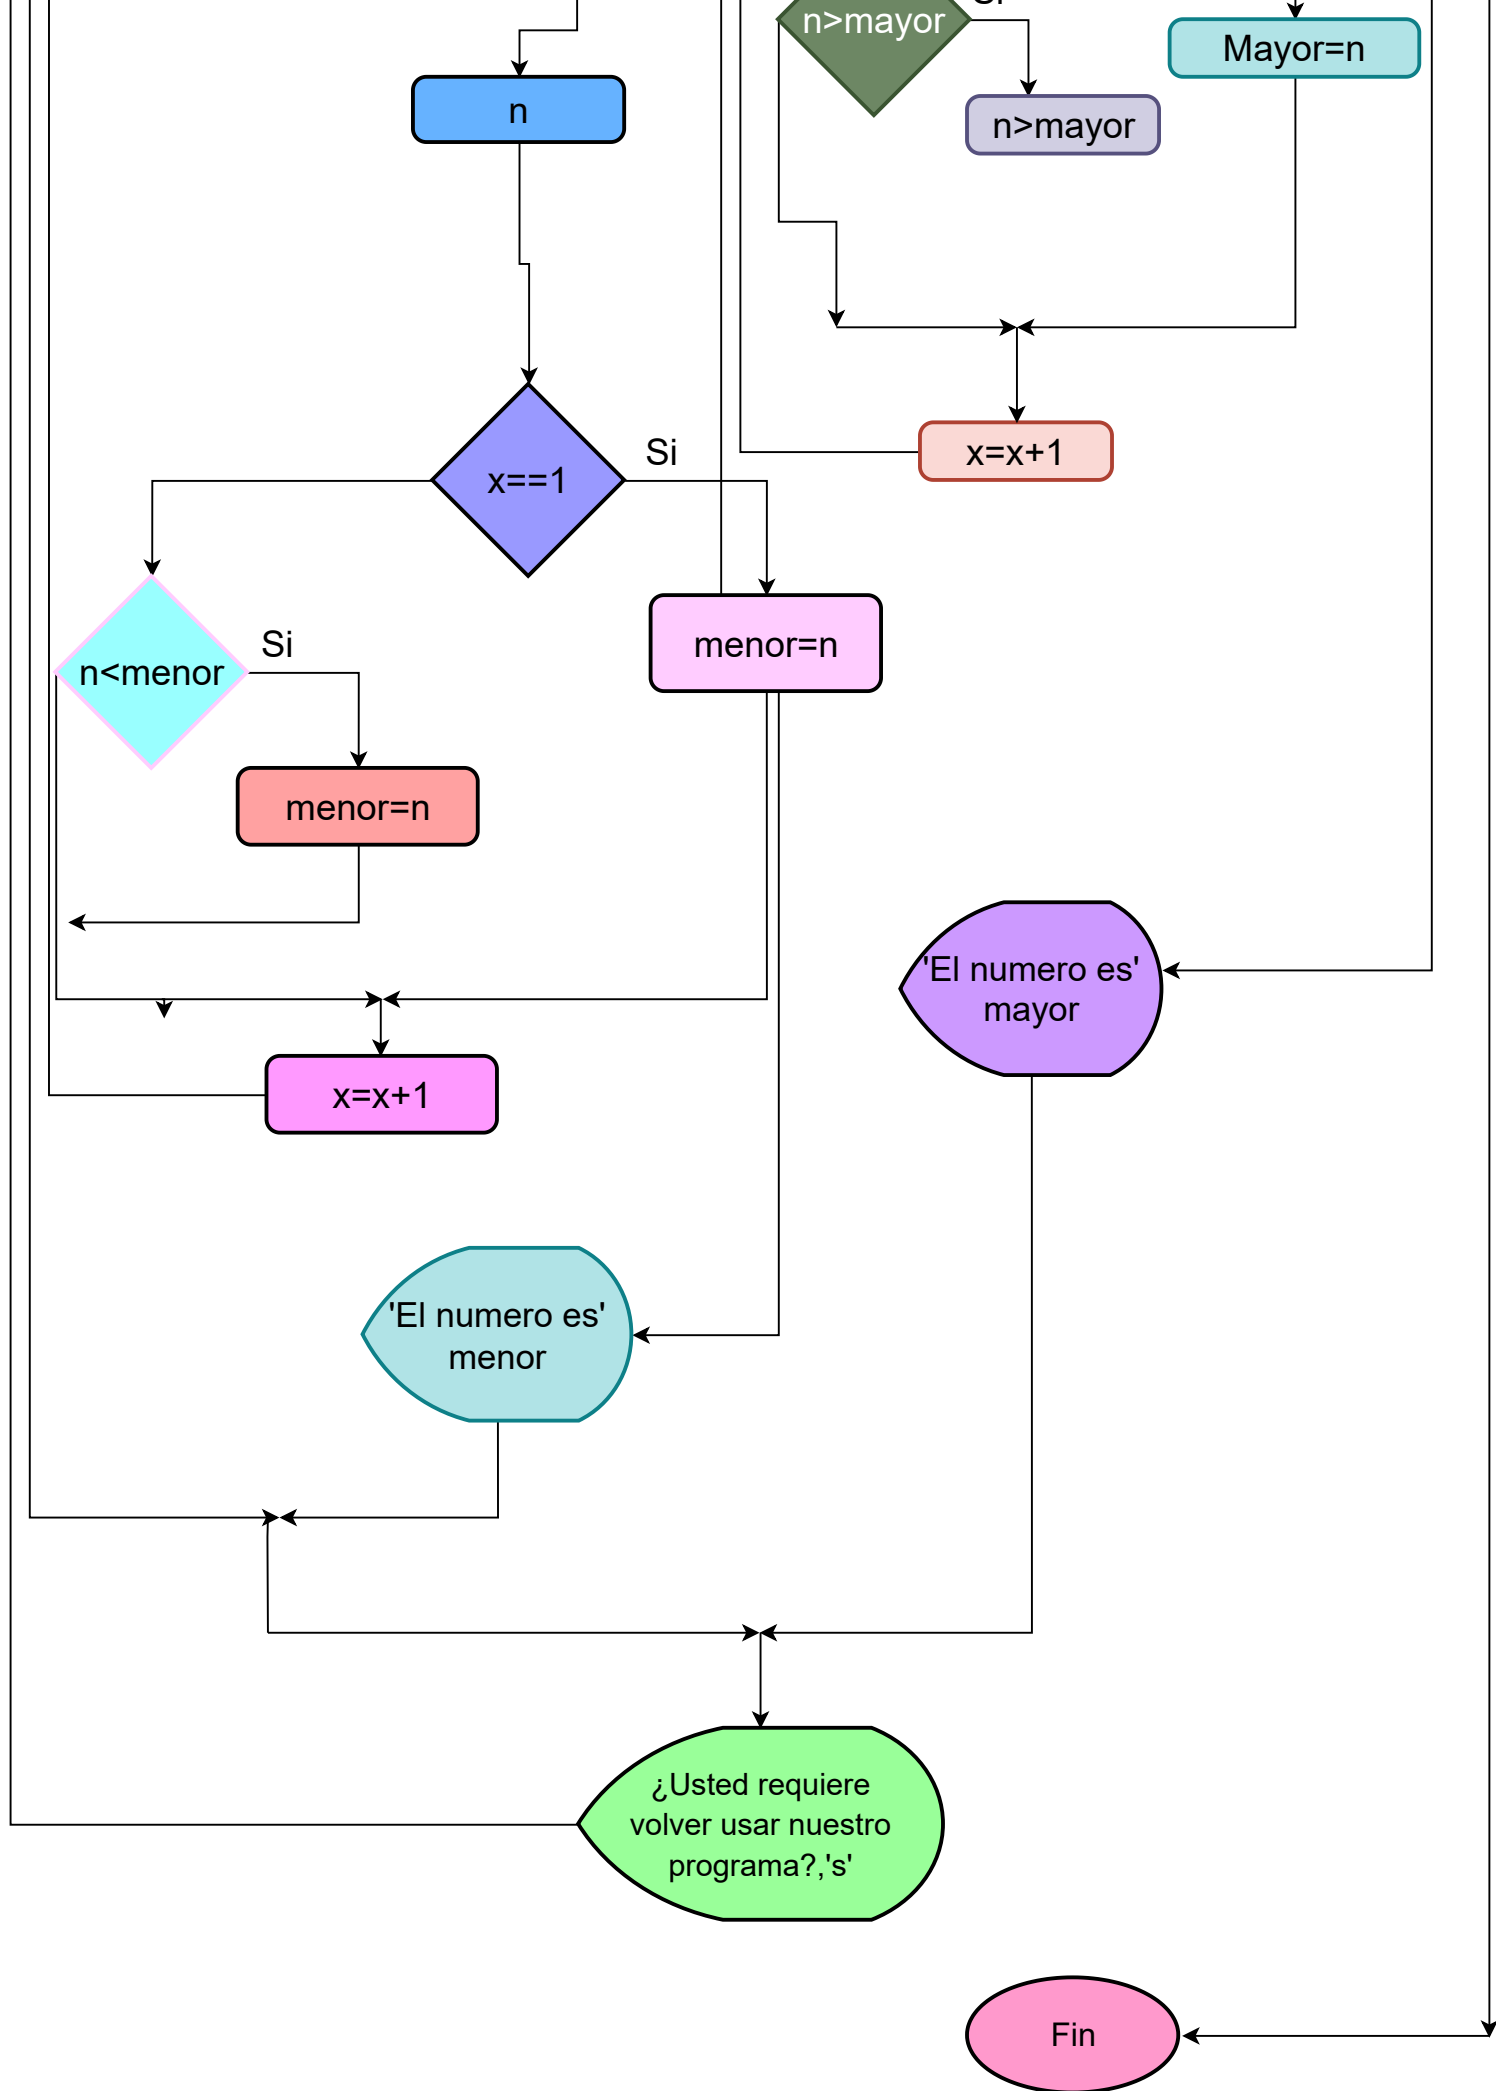 Si
n>mayor
Mayor=n
n
n>mayor
x=x+1
Si
x==1
Si
menor=n
n<menor
menor=n
'El numero es'
mayor
x=x+1
'El numero es'
menor
¿Usted requiere
volver usar nuestro
programa?,'s'
Fin